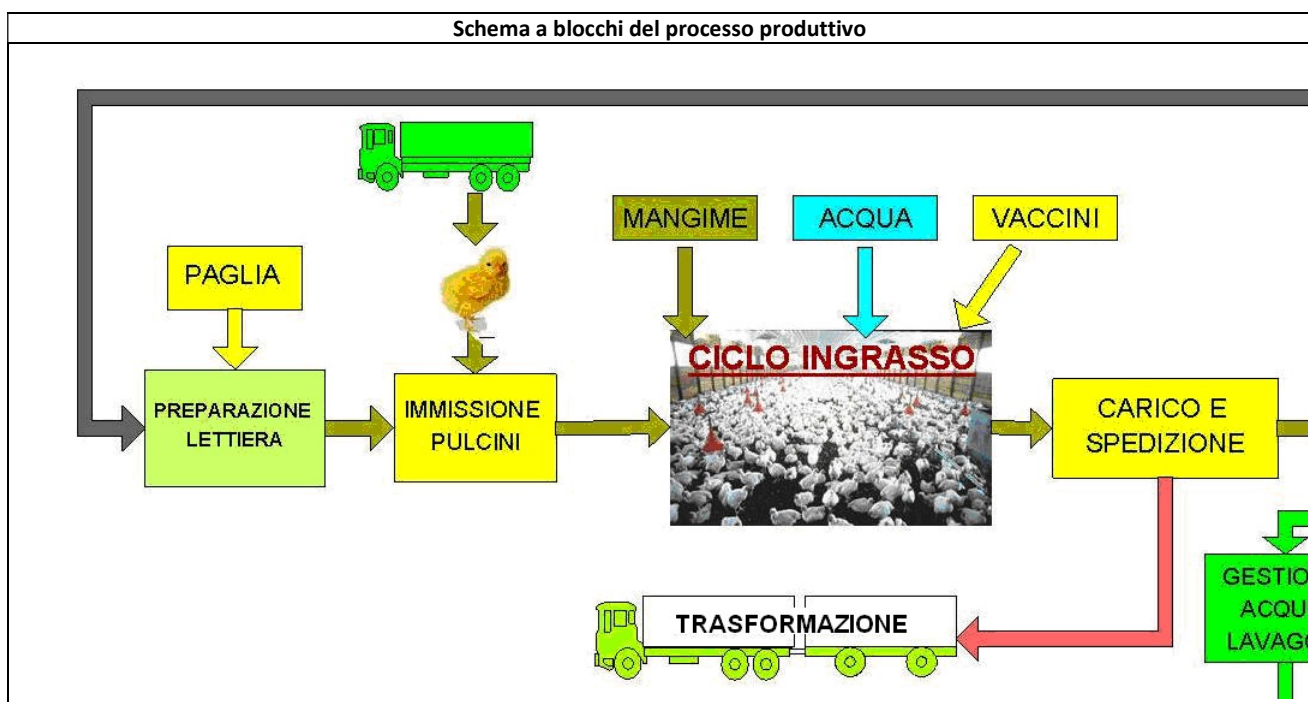 Schema a blocchi del processo produttivo
MANGIME
ACQUA
VACCINI
PAGLIA
CICLO INGRASSO
PREPARAZIONE
LETTIERA
IMMISSIONE
PULCINI
CARICO E
SPEDIZIONE
TRASFORMAZIONE